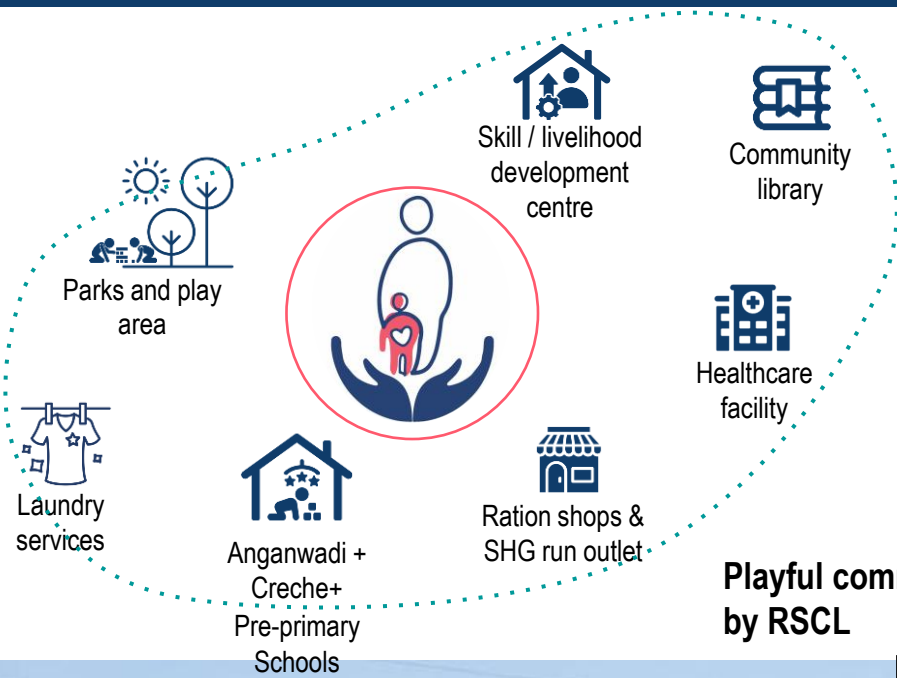 Skill / livelihood
development
centre
Community
library
Parks and play
area
Healthcare
facility
Laundry
services
Ration shops &
SHG run outlet
Anganwadi +
Creche+
Pre-primary
Schools
Playful
by RSCL